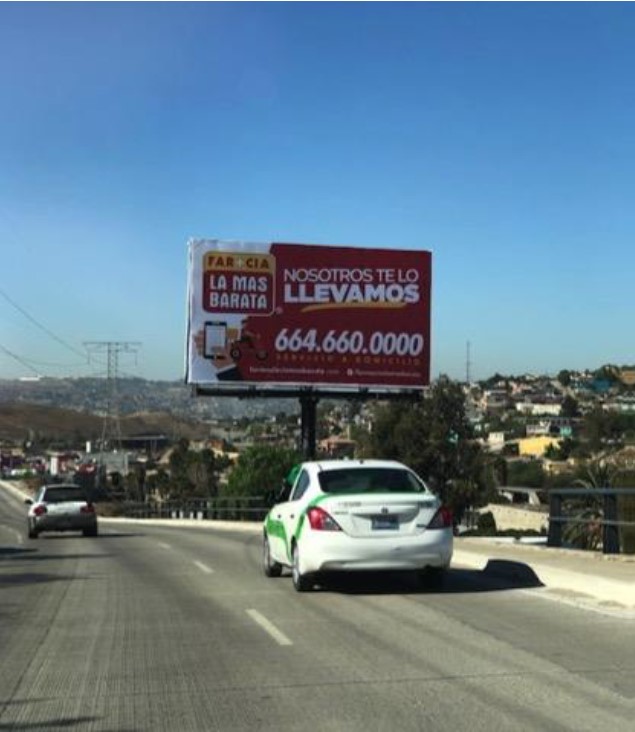 FAR+CIA
LA MAS
BARATA
NOSOTROS TE LO
LLEVAMOS
664.660.0000
SERVICIO A DOMICILIO